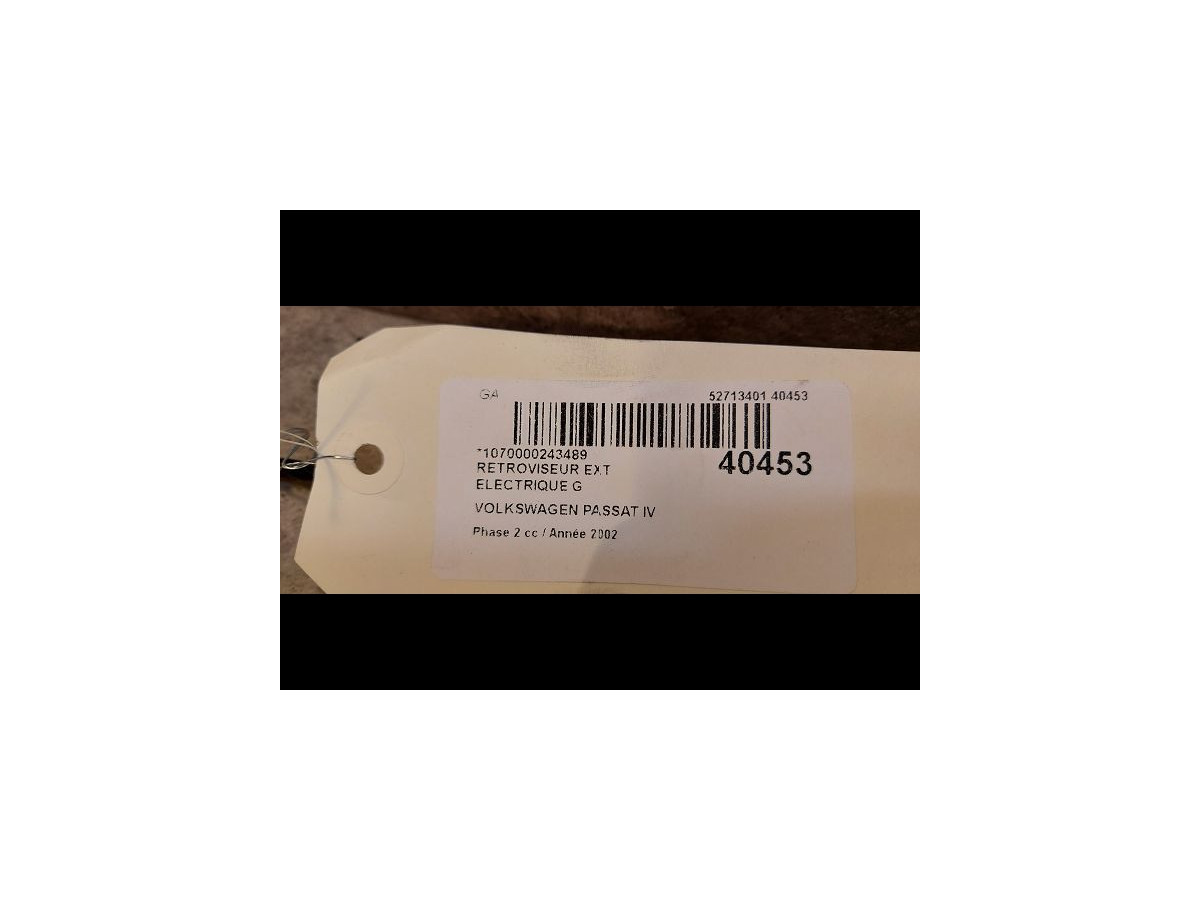 GA
52713401 40453
*1070000243489
40453
RETROVISEUR EXT
ELECTRIQUE G
VOLKSWAGEN PASSAT IV
Phase 2 cc / Année 2002